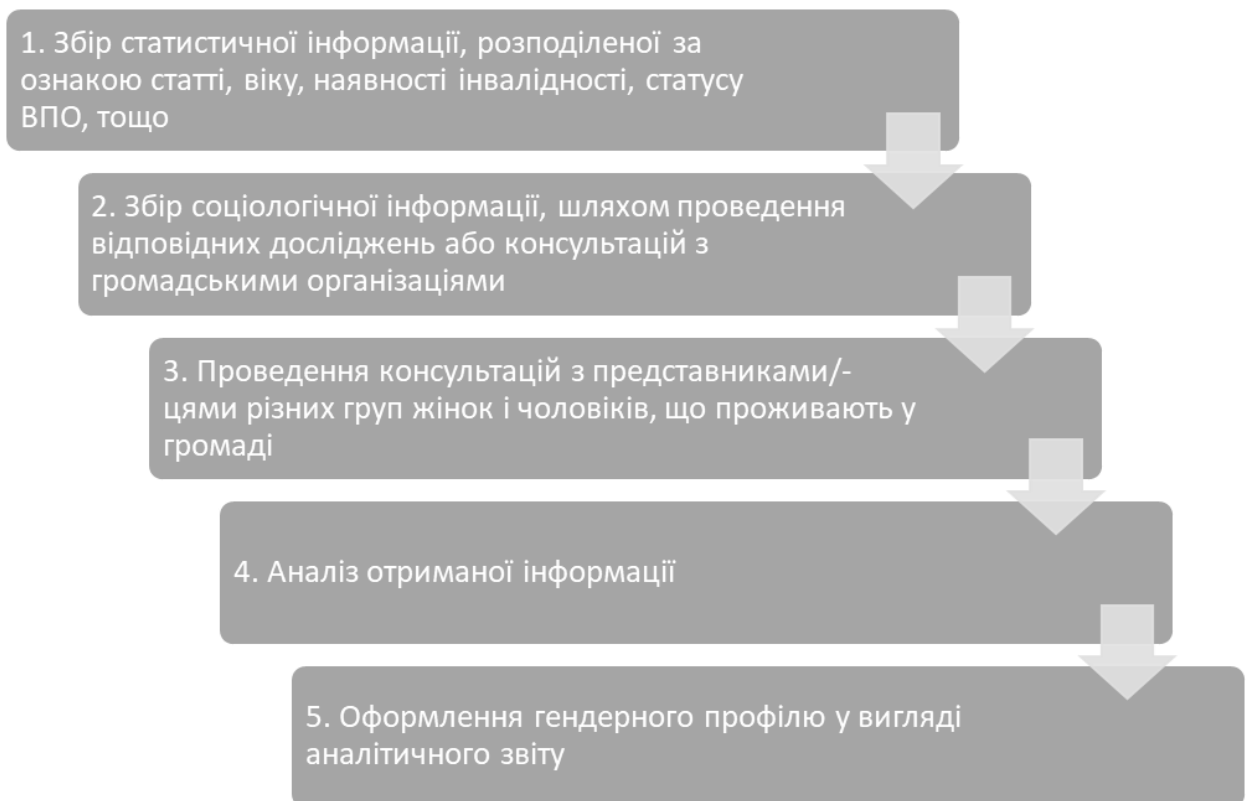 1. Збір статистичної інформації, розподіленої за
ознакою статті, віку, наявності інвалідності, статусу
ВПО, тощо
2. Збір соціологічної інформації, шляхом проведення
відповідних досліджень або консультацій з
громадськими організаціями
3. Проведення консультацій з представниками/-
цями різних груп жінок і чоловіків, що проживають у
громаді
4. Аналіз отриманої інформації
5. Оформлення гендерного профілю у вигляді
аналітичного звіту